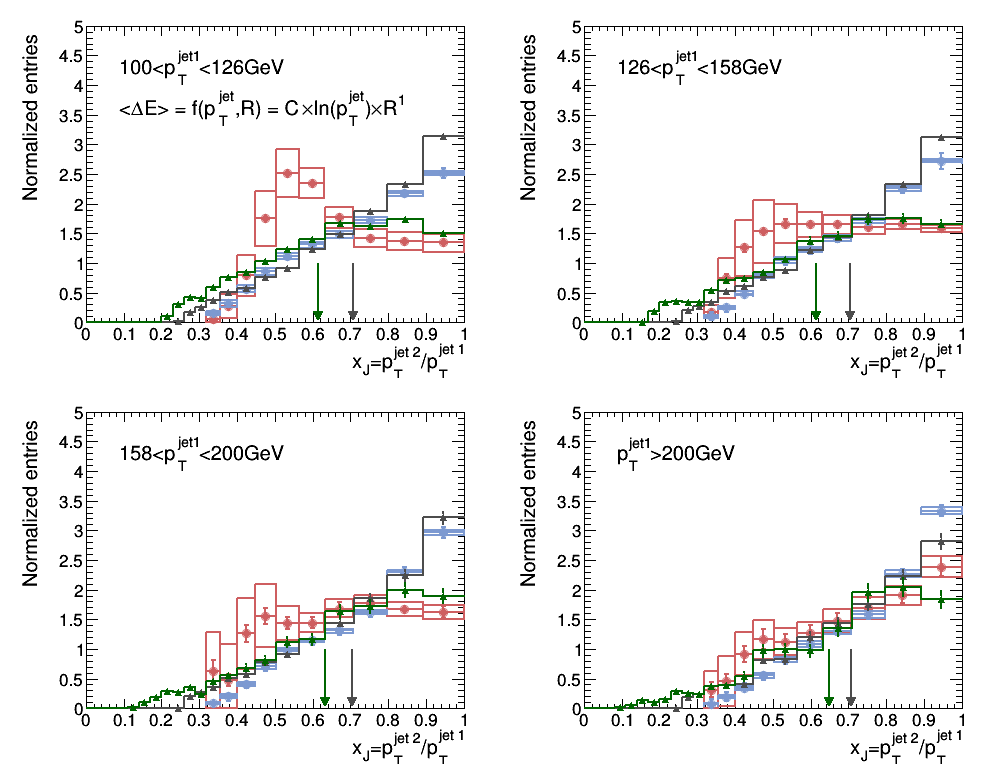 Normalized entries
5
4.5
4
3.5
3
2.5
2
1.5
1
0.5
0
100<p_T^jet1<126GeV
<ΔE> = f(p_T^jet,R) = C×ln(p_T^jet)×R^1
0 0.1 0.2 0.3 0.4 0.5 0.6 0.7 0.8 0.9 1
x_J=p_T^jet 2/p_T^jet 1
Normalized entries
5
4.5
4
3.5
3
2.5
2
1.5
1
0.5
0
126<p_T^jet1<158GeV
0 0.1 0.2 0.3 0.4 0.5 0.6 0.7 0.8 0.9 1
x_J=p_T^jet 2/p_T^jet 1
Normalized entries
5
4.5
4
3.5
3
2.5
2
1.5
1
0.5
0
158<p_T^jet1<200GeV
0 0.1 0.2 0.3 0.4 0.5 0.6 0.7 0.8 0.9 1
x_J=p_T^jet 2/p_T^jet 1
Normalized entries
5
4.5
4
3.5
3
2.5
2
1.5
1
0.5
0
p_T^jet1>200GeV
0 0.1 0.2 0.3 0.4 0.5 0.6 0.7 0.8 0.9 1
x_J=p_T^jet 2/p_T^jet 1